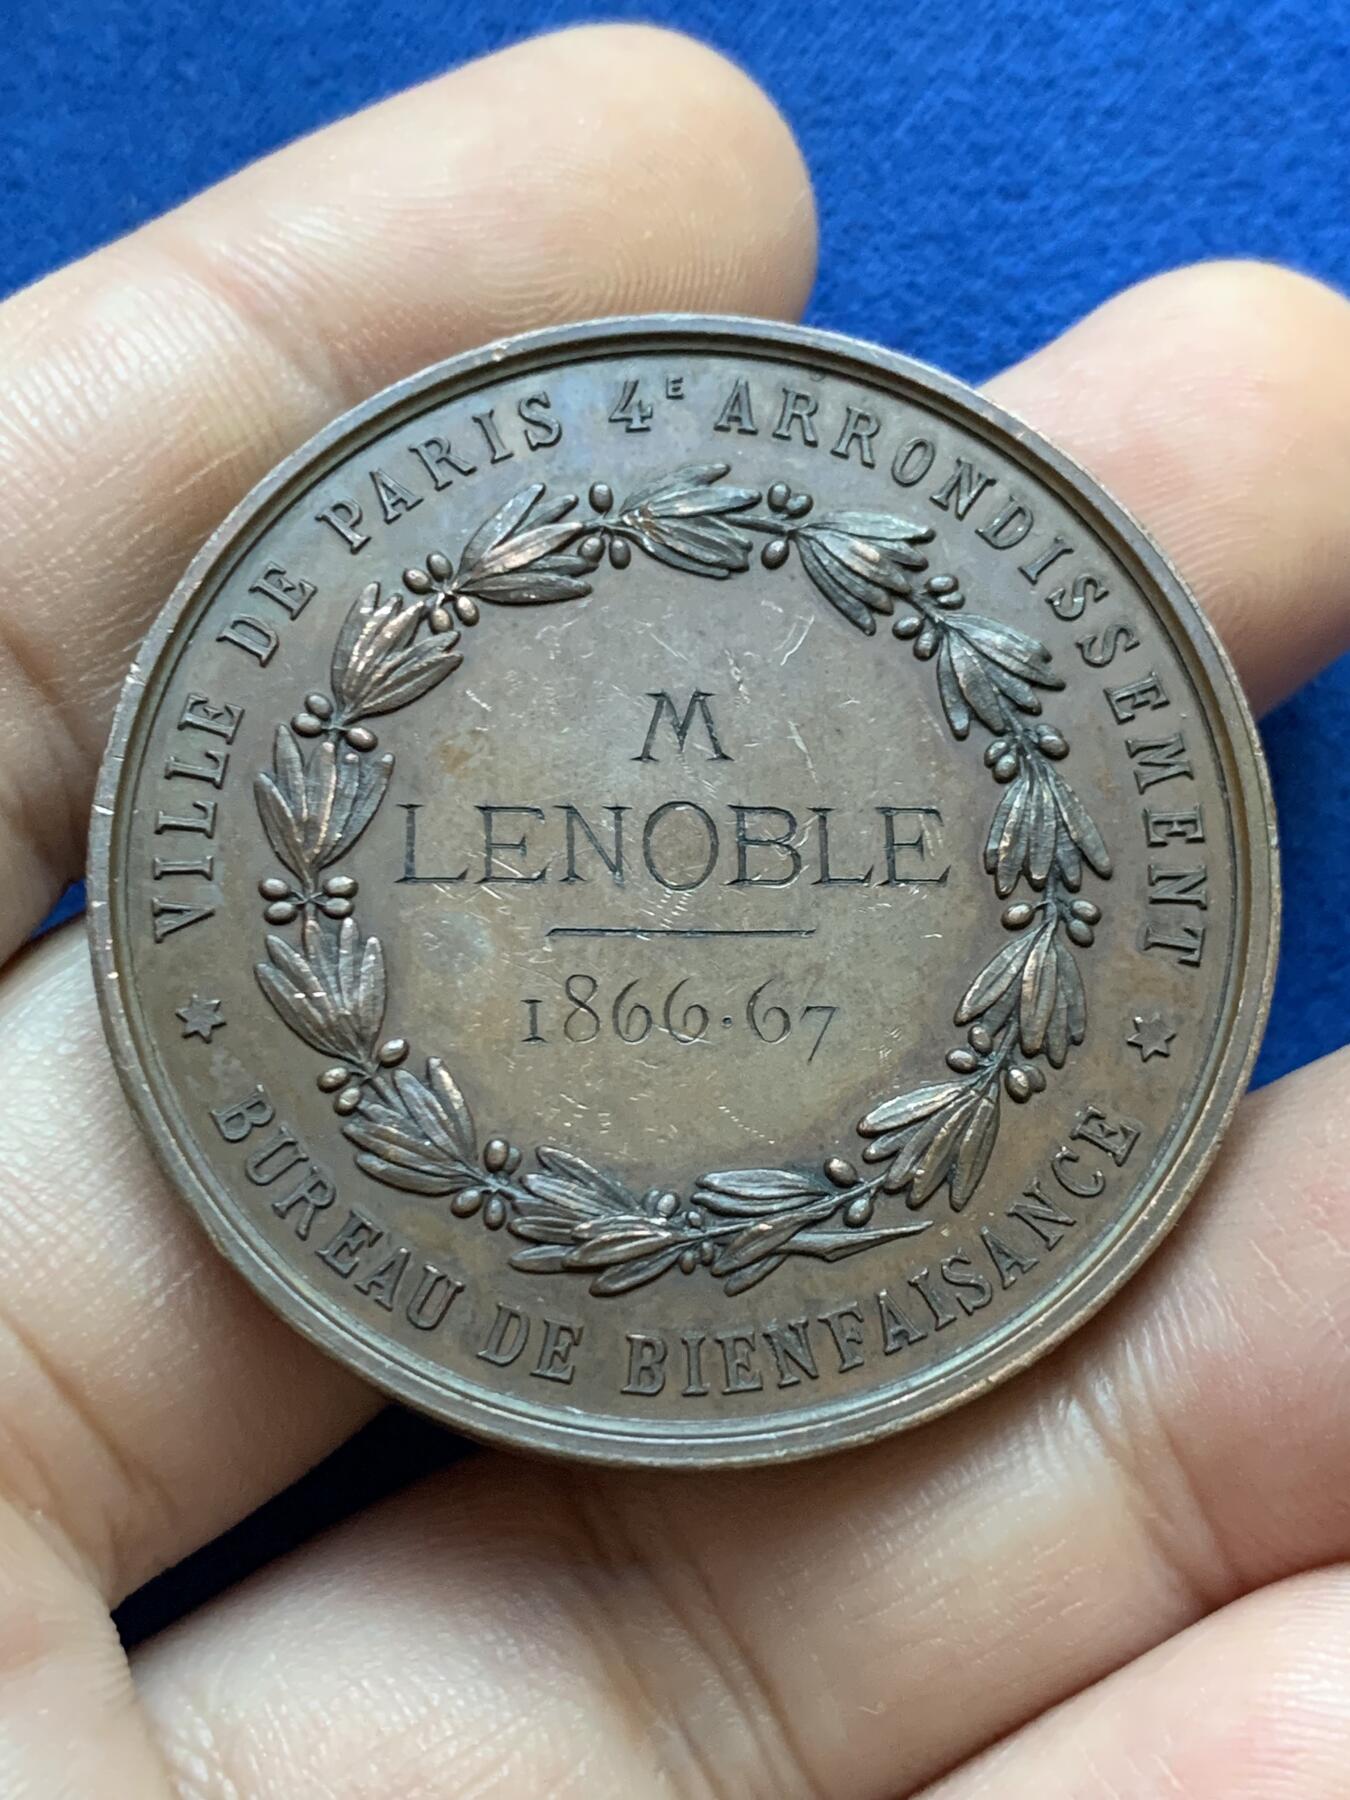 VILLE DE PARIS 4E ARRONDISSEMENT
M
LENOBLE
1866·67
BUREAU DE BIENFAISANCE